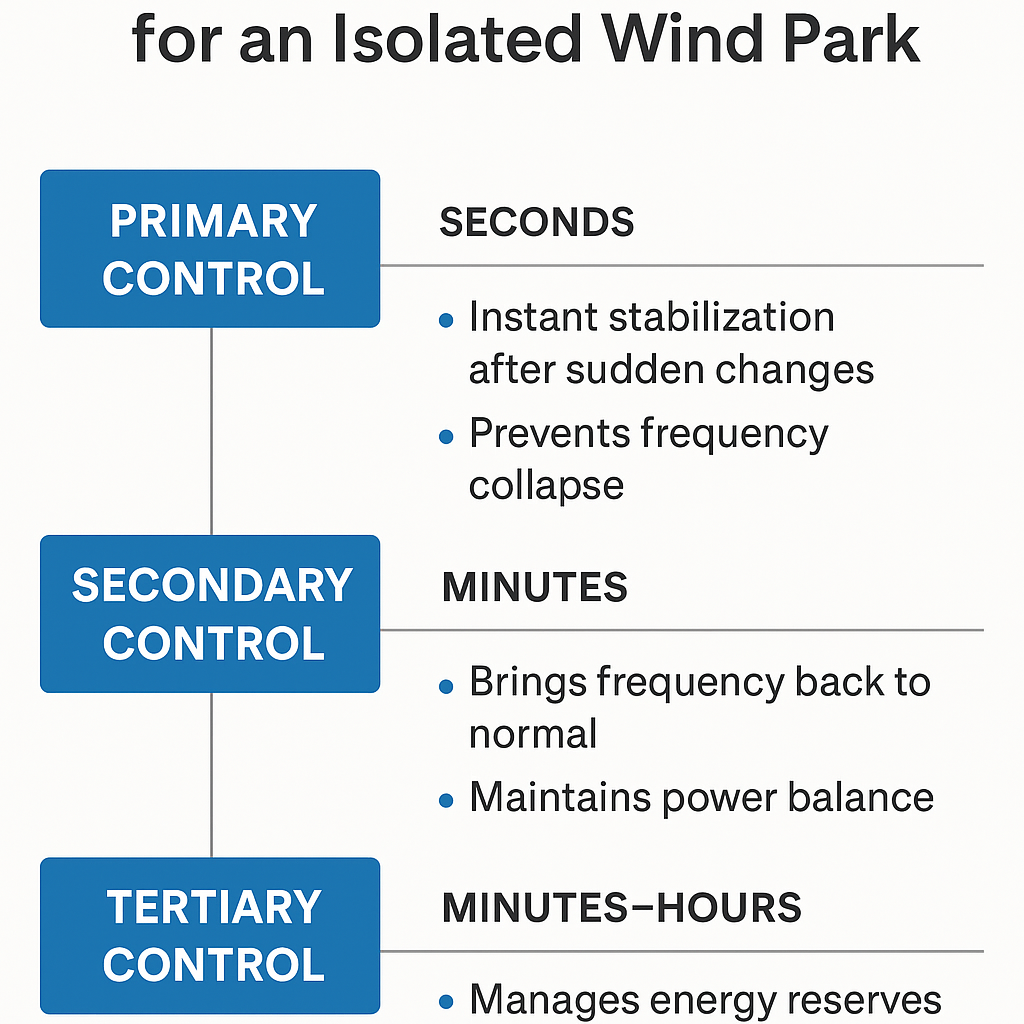 for an Isolated Wind Park
PRIMARY
CONTROL
SECONDS
• Instant stabilization
after sudden changes
• Prevents frequency
collapse
SECONDARY
CONTROL
MINUTES
• Brings frequency back to
normal
• Maintains power balance
TERTIARY
CONTROL
MINUTES–HOURS
• Manages energy reserves